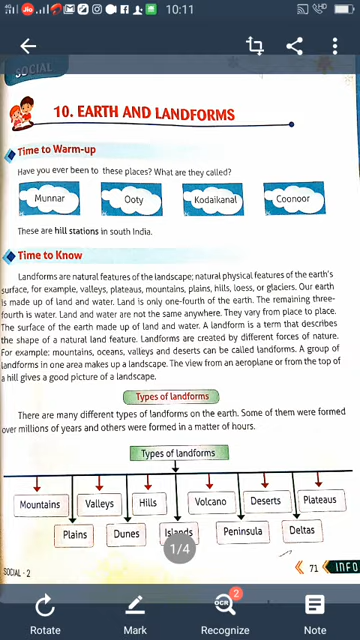 10:11
SOCIAL
10. EARTH AND LANDFORMS
Time to Warm-up
Have you ever been to these places? What are they called?
Munnar
Ooty
Kodaikanal
Coonoor
These are hill stations in south India.
Time to Know
Landforms are natural features of the landscape; natural physical features of the earth's
surface, for example, valleys, plateaus, mountains, plains, hills, loess, or glaciers. Our earth
is made up of land and water. Land is only one-fourth of the earth. The remaining three-
fourth is water. Land and water are not the same anywhere. They vary from place to place.
The surface of the earth made up of land and water. A landform is a term that describes
the shape of a natural land feature. Landforms are created by different forces of nature.
For example: mountains, oceans, valleys and deserts can be called landforms. A group of
landforms in one area makes up a landscape. The view from an aeroplane or from the top of
a hill gives a good picture of a landscape.
Types of landforms
There are many different types of landforms on the earth. Some of them were formed
over millions of years and others were formed in a matter of hours.
Types of landforms
Mountains
Valleys
Hills
Volcano
Deserts
Plateaus
Plains
Dunes
Islands
Peninsula
Deltas
1/4
SOCIAL - 2
71
INFO
OCR
2
Rotate
Mark
Recognize
Note